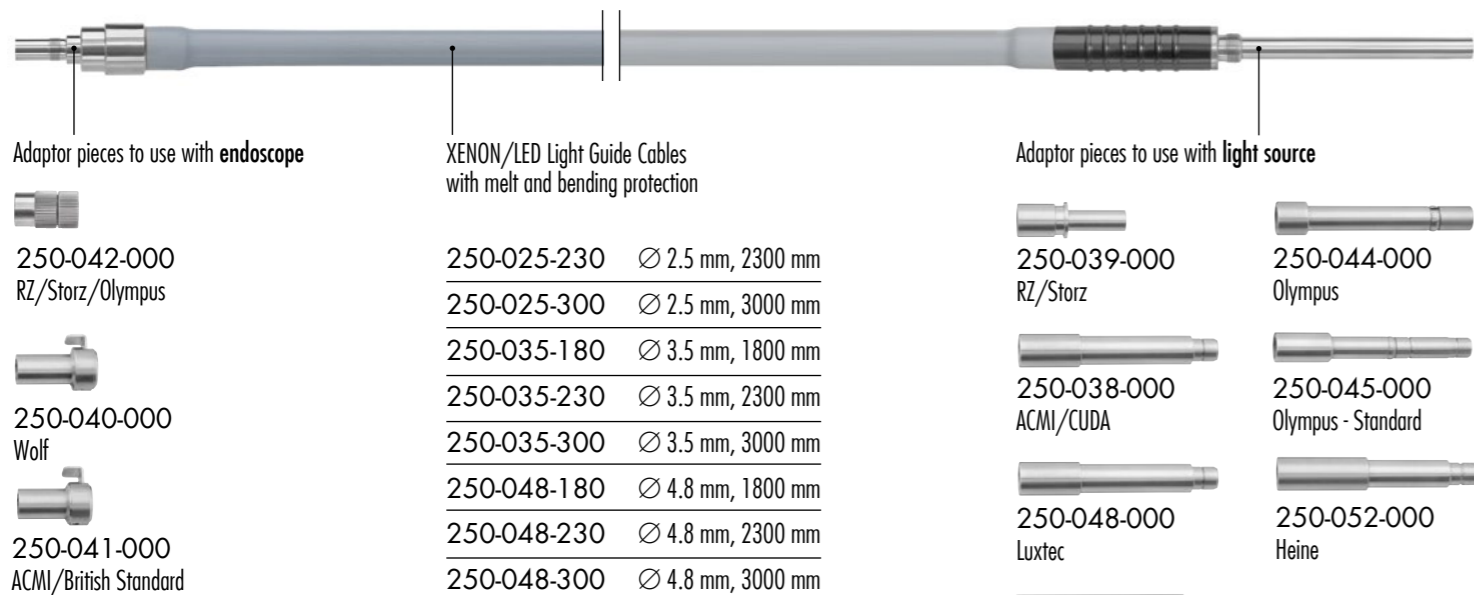 Adaptor pieces to use with endoscope
250-042-000
RZ/Storz/Olympus
250-040-000
Wolf
250-041-000
ACMI/British Standard
XENON/LED Light Guide Cables
with melt and bending protection
250-025-230 ∅ 2.5 mm, 2300 mm
250-025-300 ∅ 2.5 mm, 3000 mm
250-035-180 ∅ 3.5 mm, 1800 mm
250-035-230 ∅ 3.5 mm, 2300 mm
250-035-300 ∅ 3.5 mm, 3000 mm
250-048-180 ∅ 4.8 mm, 1800 mm
250-048-230 ∅ 4.8 mm, 2300 mm
250-048-300 ∅ 4.8 mm, 3000 mm
Adaptor pieces to use with light source
250-039-000
RZ/Storz
250-044-000
Olympus
250-038-000
ACMI/CUDA
250-045-000
Olympus - Standard
250-048-000
Luxtec
250-052-000
Heine